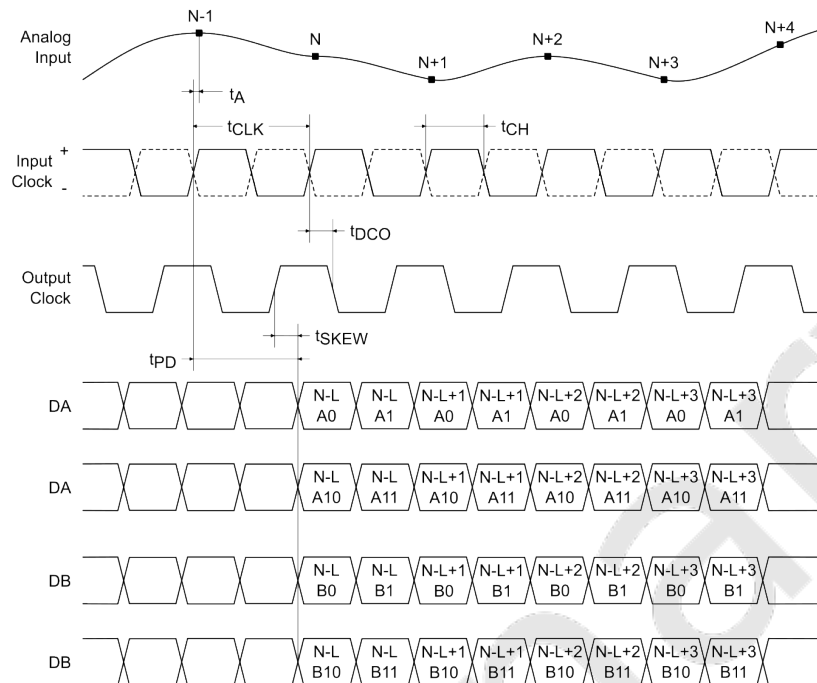 N-1
N
N+1
N+2
N+3
N+4
Analog
Input
tA
tCLK
tCH
Input
Clock
+
-
tDCO
Output
Clock
tSKEW
tPD
DA
N-L N-L N-L+1 N-L+1 N-L+2 N-L+2 N-L+3 N-L+3
A0 A1 A0 A1 A0 A1 A0 A1
DA
N-L N-L N-L+1 N-L+1 N-L+2 N-L+2 N-L+3 N-L+3
A10 A11 A10 A11 A10 A11 A10 A11
DB
N-L N-L N-L+1 N-L+1 N-L+2 N-L+2 N-L+3 N-L+3
B0 B1 B0 B1 B0 B1 B0 B1
DB
N-L N-L N-L+1 N-L+1 N-L+2 N-L+2 N-L+3 N-L+3
B10 B11 B10 B11 B10 B11 B10 B11